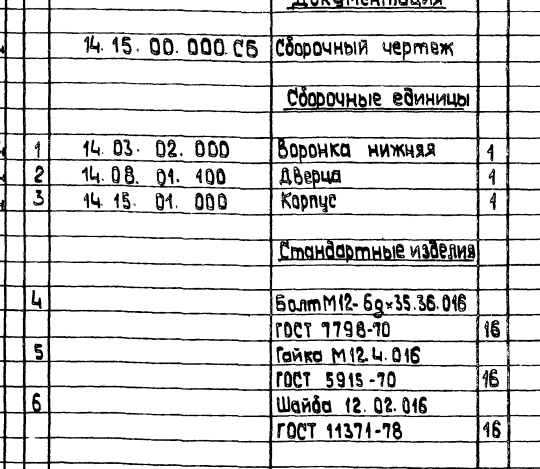 Документация
14.15.00.000.СБ Сборочный чертеж
Сборочные единицы
1 14.03.02.000 Воронка нижняя 1
2 14.08.01.100 Дверца 1
3 14.15.01.000 Корпус 1
Стандартные изделия
4 Болт М12-6g×35.36.016
ГОСТ 7798-70 16
5 Гайка М12.4.016
ГОСТ 5915-70 16
6 Шайба 12.02.016
ГОСТ 11371-78 16